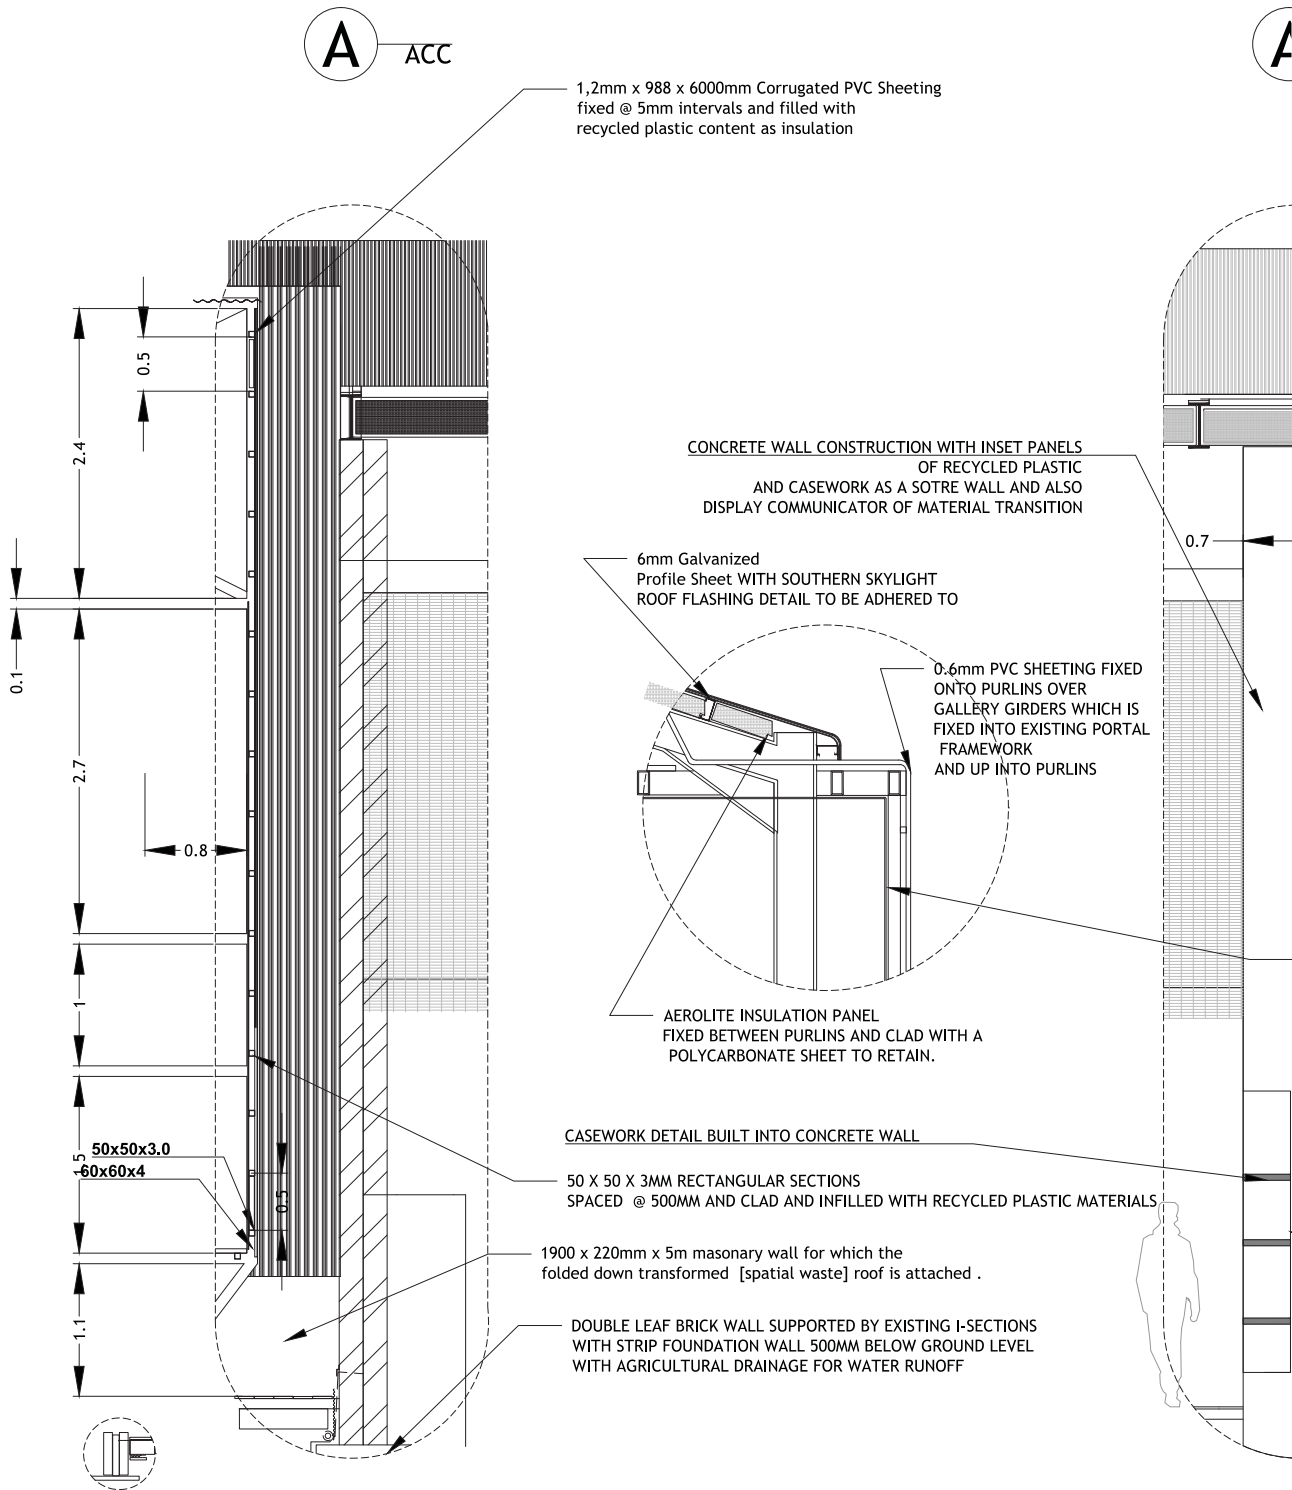 A ACC
A
1,2mm x 988 x 6000mm Corrugated PVC Sheeting
fixed @ 5mm intervals and filled with
recycled plastic content as insulation
0.5
2.4
CONCRETE WALL CONSTRUCTION WITH INSET PANELS
OF RECYCLED PLASTIC
AND CASEWORK AS A SOTRE WALL AND ALSO
DISPLAY COMMUNICATOR OF MATERIAL TRANSITION
0.7
6mm Galvanized
Profile Sheet WITH SOUTHERN SKYLIGHT
ROOF FLASHING DETAIL TO BE ADHERED TO
0.1
0.6mm PVC SHEETING FIXED
ONTO PURLINS OVER
GALLERY GIRDERS WHICH IS
FIXED INTO EXISTING PORTAL
FRAMEWORK
AND UP INTO PURLINS
2.7
0.8
1
AEROLITE INSULATION PANEL
FIXED BETWEEN PURLINS AND CLAD WITH A
POLYCARBONATE SHEET TO RETAIN.
CASEWORK DETAIL BUILT INTO CONCRETE WALL
50x50x3.0
60x60x4
1.5
0.5
50 X 50 X 3MM RECTANGULAR SECTIONS
SPACED @ 500MM AND CLAD AND INFILLED WITH RECYCLED PLASTIC MATERIALS
1900 x 220mm x 5m masonary wall for which the
folded down transformed [spatial waste] roof is attached .
1.1
DOUBLE LEAF BRICK WALL SUPPORTED BY EXISTING I-SECTIONS
WITH STRIP FOUNDATION WALL 500MM BELOW GROUND LEVEL
WITH AGRICULTURAL DRAINAGE FOR WATER RUNOFF